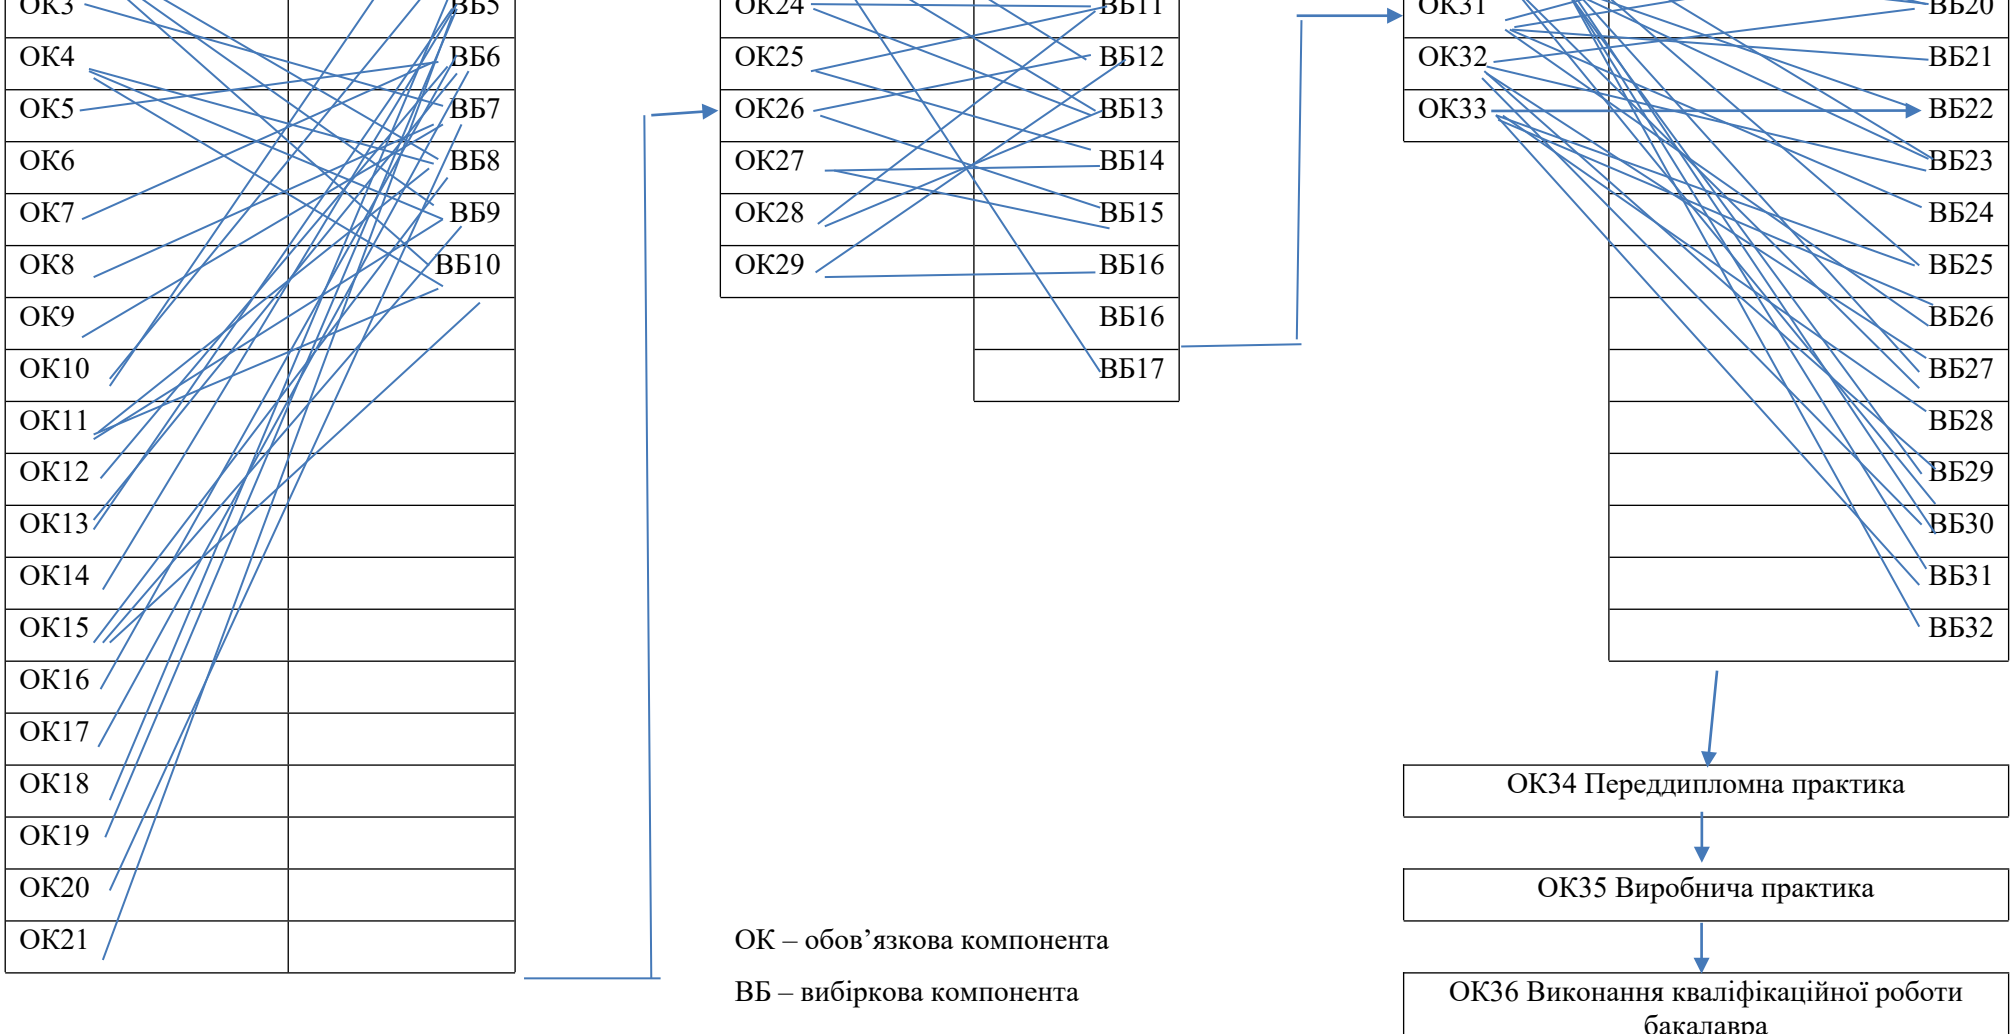 ОК3 ВБ5
ОК4 ВБ6
ОК5 ВБ7
ОК6 ВБ8
ОК7 ВБ9
ОК8 ВБ10
ОК9
ОК10
ОК11
ОК12
ОК13
ОК14
ОК15
ОК16
ОК17
ОК18
ОК19
ОК20
ОК21
ОК24 ВБ11
ОК25 ВБ12
ОК26 ВБ13
ОК27 ВБ14
ОК28 ВБ15
ОК29 ВБ16
ВБ16
ВБ17
ОК – обов’язкова компонента
ВБ – вибіркова компонента
ОК31 ВБ20
ОК32 ВБ21
ОК33 ВБ22
ВБ23
ВБ24
ВБ25
ВБ26
ВБ27
ВБ28
ВБ29
ВБ30
ВБ31
ВБ32
ОК34 Переддипломна практика
ОК35 Виробнича практика
ОК36 Виконання кваліфікаційної роботи
бакалавра